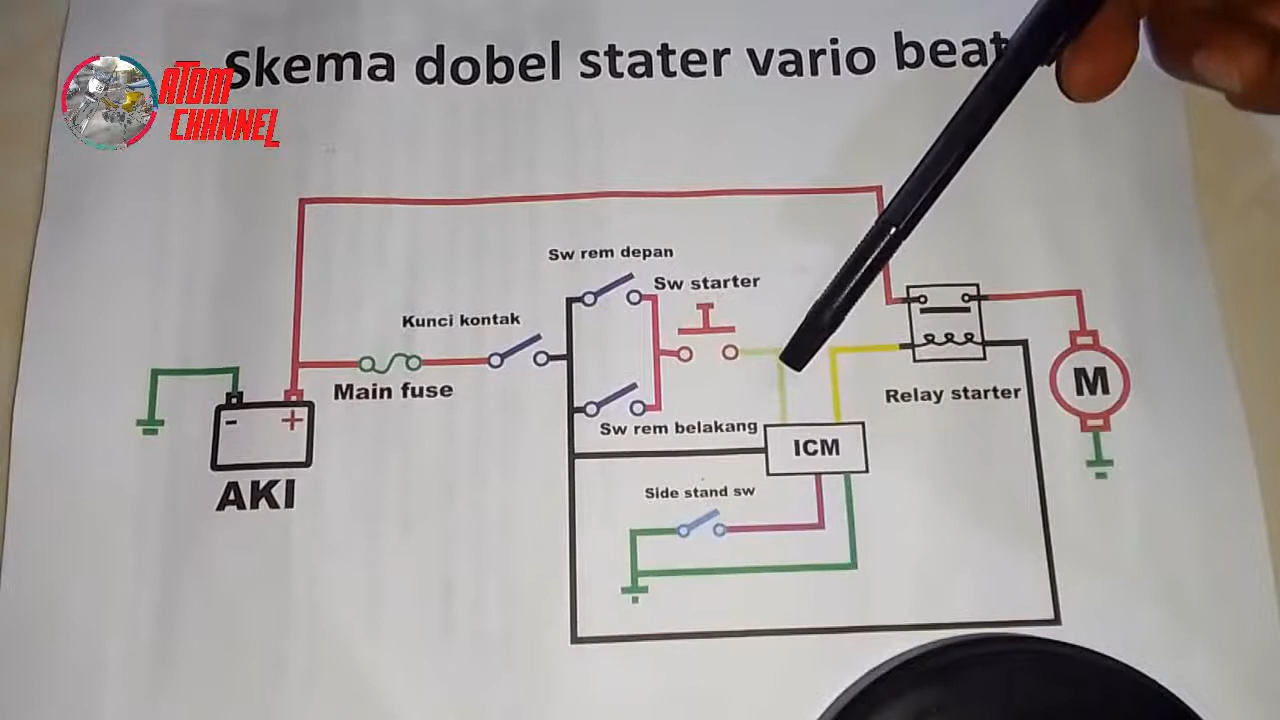 Skema dobel stater vario beat
ATOM
CHANNEL
Sw rem depan
Sw starter
Kunci kontak
Main fuse
Relay starter
M
Sw rem belakang
ICM
- +
AKI
Side stand sw